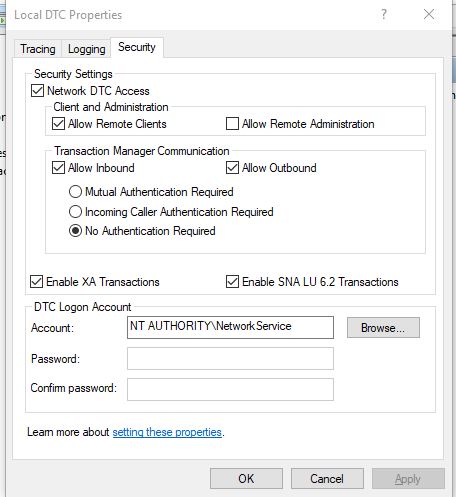 Local DTC Properties
?
Tracing Logging Security
Security Settings
Network DTC Access
Client and Administration
Allow Remote Clients Allow Remote Administration
Transaction Manager Communication
Allow Inbound Allow Outbound
Mutual Authentication Required
Incoming Caller Authentication Required
No Authentication Required
Enable XA Transactions Enable SNA LU 6.2 Transactions
DTC Logon Account
Account: NT AUTHORITY\NetworkService Browse...
Password:
Confirm password:
Learn more about setting these properties.
OK Cancel Apply